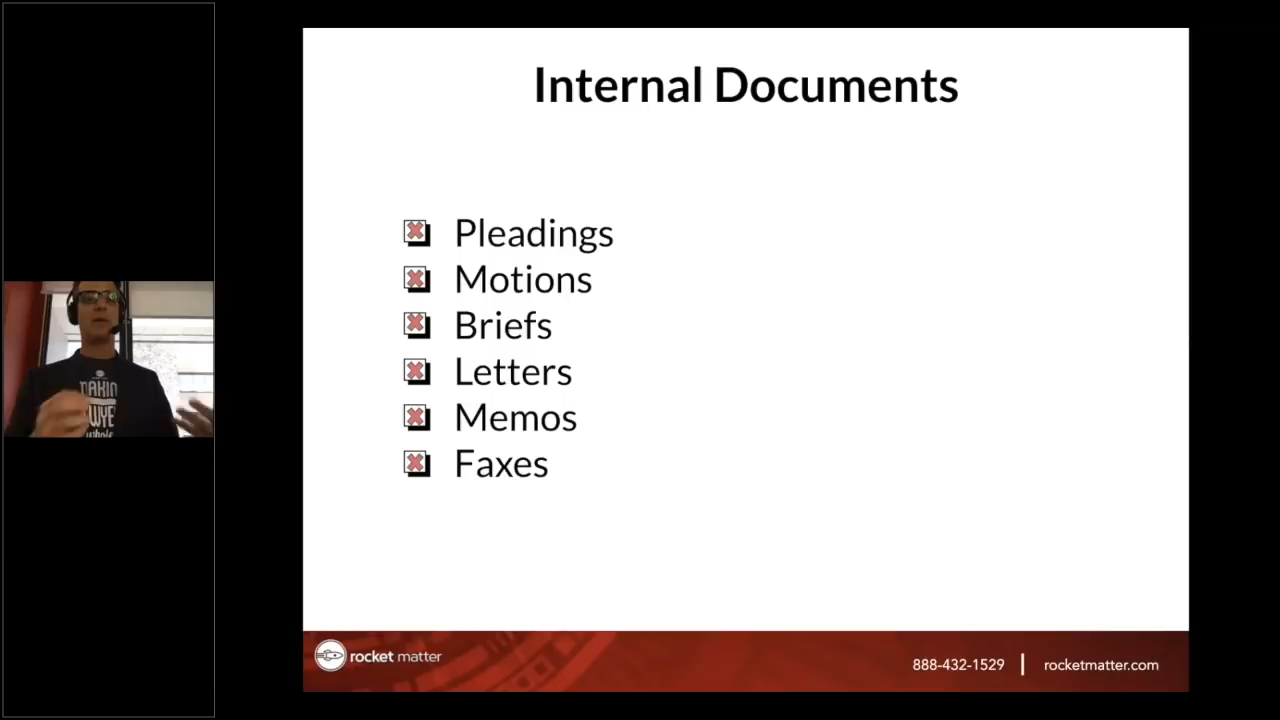 Internal Documents
Pleadings
Motions
Briefs
Letters
Memos
Faxes
rocket matter
888-432-1529 | rocketmatter.com